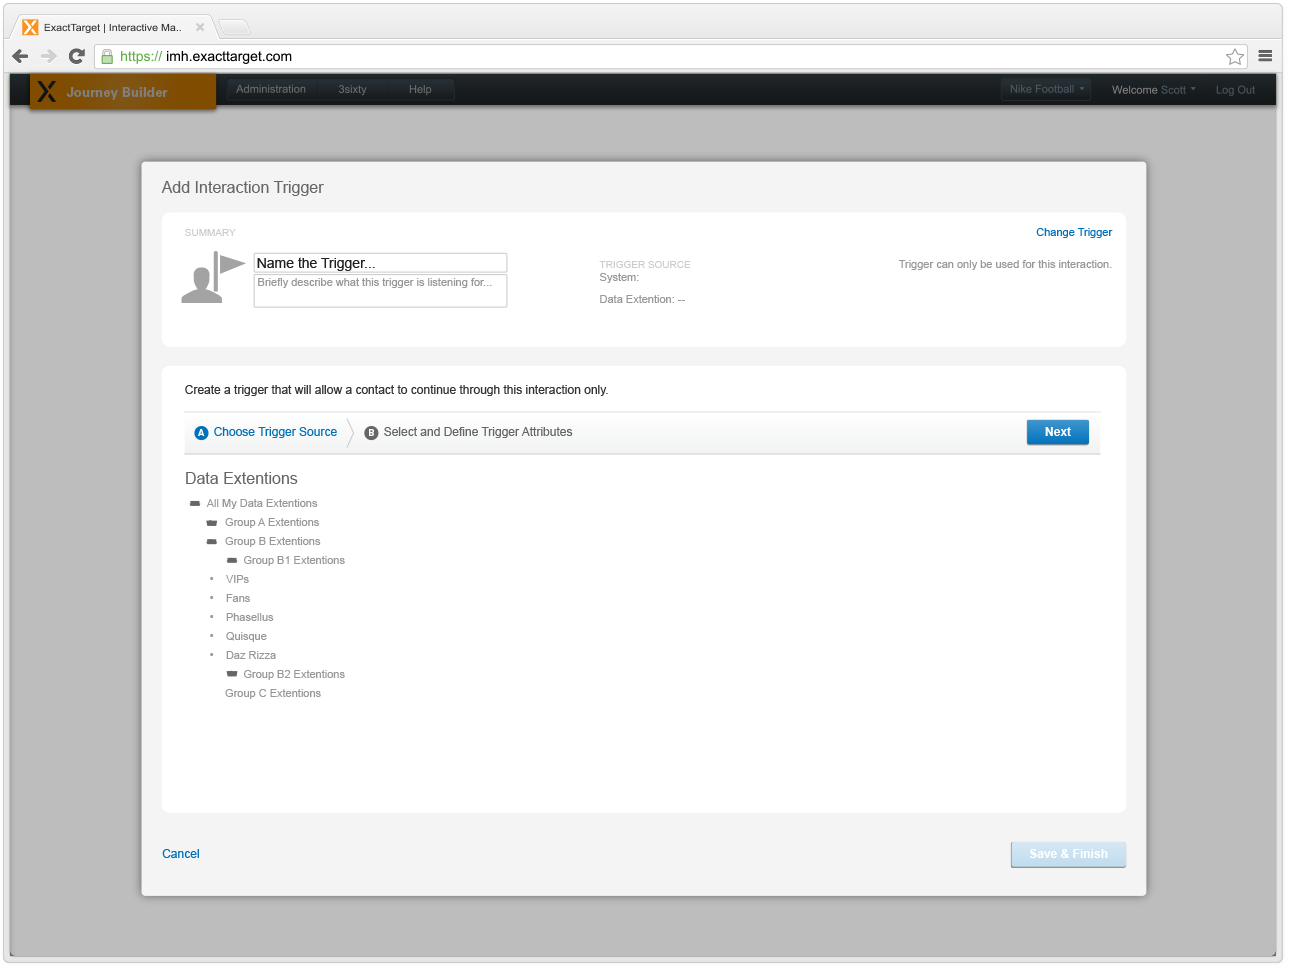 ExactTarget | Interactive Ma..
https:// imh.exacttarget.com
Journey Builder
Administration
3sixty
Help
Nike Football
Welcome Scott
Log Out
Add Interaction Trigger
SUMMARY
Change Trigger
Name the Trigger...
Briefly describe what this trigger is listening for...
TRIGGER SOURCE
System:
Data Extention: --
Trigger can only be used for this interaction.
Create a trigger that will allow a contact to continue through this interaction only.
A Choose Trigger Source
B Select and Define Trigger Attributes
Next
Data Extentions
All My Data Extentions
Group A Extentions
Group B Extentions
Group B1 Extentions
VIPs
Fans
Phasellus
Quisque
Daz Rizza
Group B2 Extentions
Group C Extentions
Cancel
Save & Finish